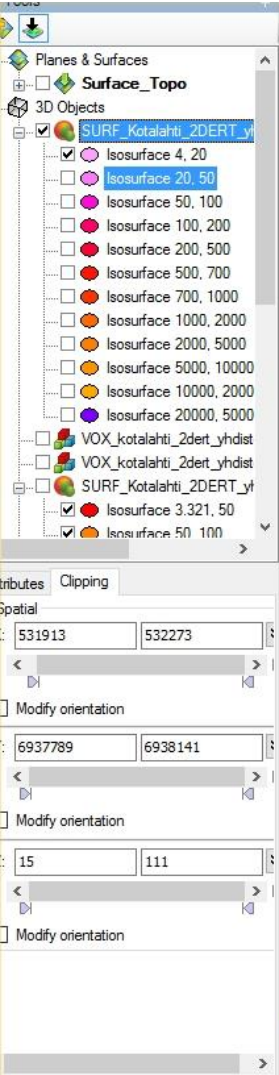 Tools
Planes & Surfaces
Surface_Topo
3D Objects
SURF_Kotalahti_2DERT_yh
Isosurface 4, 20
Isosurface 20, 50
Isosurface 50, 100
Isosurface 100, 200
Isosurface 200, 500
Isosurface 500, 700
Isosurface 700, 1000
Isosurface 1000, 2000
Isosurface 2000, 5000
Isosurface 5000, 10000
Isosurface 10000, 2000
Isosurface 20000, 5000
VOX_kotalahti_2dert_yhdist
VOX_kotalahti_2dert_yhdist
SURF_Kotalahti_2DERT_yh
Isosurface 3.321, 50
Isosurface 50, 100
tributes Clipping
Spatial
531913 532273
Modify orientation
6937789 6938141
Modify orientation
15 111
Modify orientation